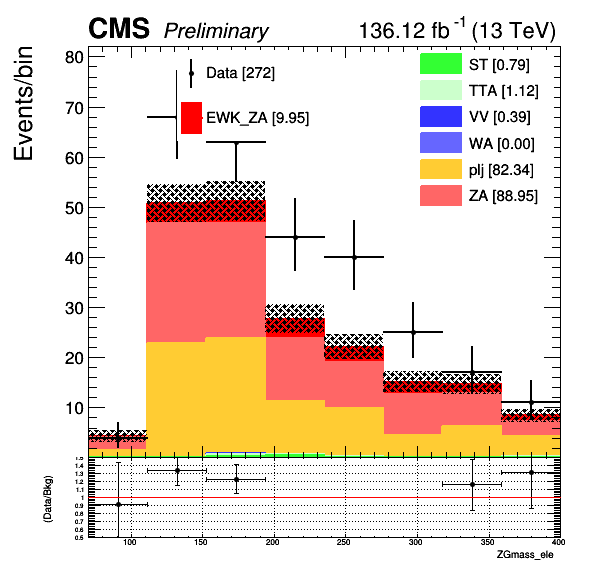 CMS Preliminary 136.12 fb⁻¹ (13 TeV)
Events/bin
80
70
60
50
40
30
20
10
Data [272]
EWK_ZA [9.95]
ST [0.79]
TTA [1.12]
VV [0.39]
WA [0.00]
plj [82.34]
ZA [88.95]
(Data/Bkg)
1.5
1.4
1.3
1.2
1.1
1
0.9
0.8
0.7
0.6
0.5
100 150 200 250 300 350 400
ZGmass_ele